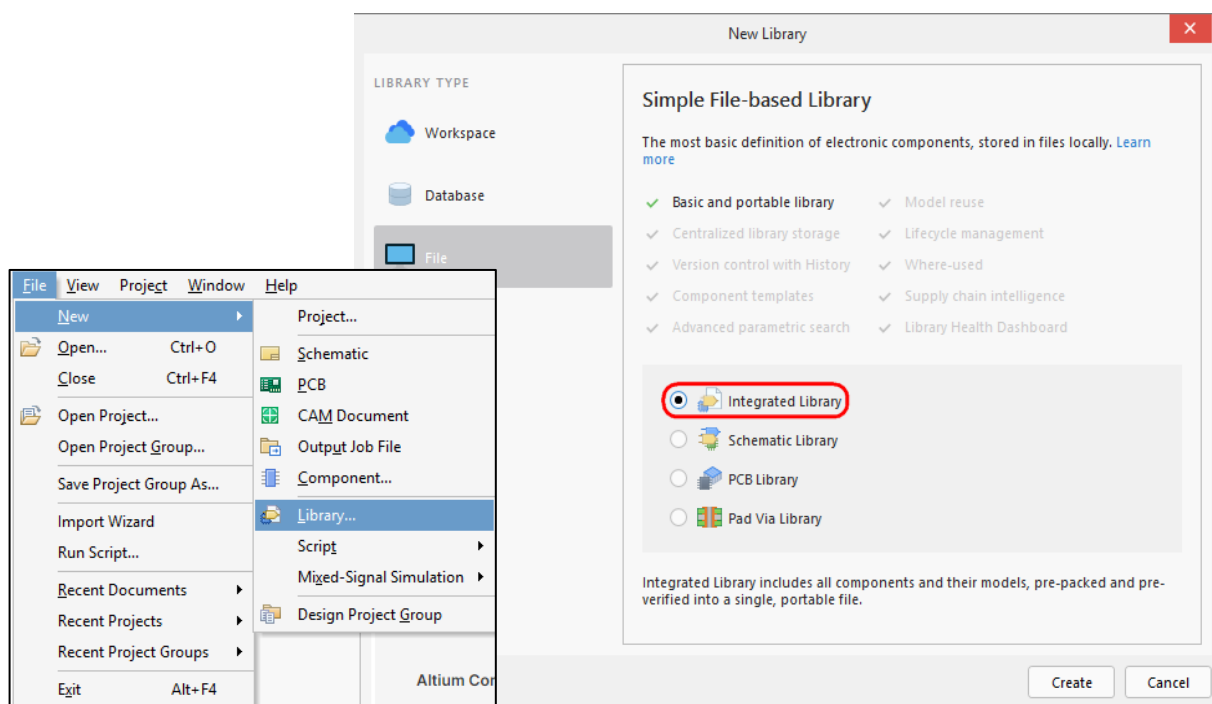 New Library
LIBRARY TYPE
Workspace
Database
File
Simple File-based Library
The most basic definition of electronic components, stored in files locally. Learn
more
Basic and portable library
Model reuse
Centralized library storage
Lifecycle management
Version control with History
Where-used
Component templates
Supply chain intelligence
Advanced parametric search
Library Health Dashboard
Integrated Library
Schematic Library
PCB Library
Pad Via Library
Integrated Library includes all components and their models, pre-packed and pre-
verified into a single, portable file.
Create Cancel
File View Project Window Help
New
Open... Ctrl+O
Close Ctrl+F4
Open Project...
Open Project Group...
Save Project Group As...
Import Wizard
Run Script...
Recent Documents
Recent Projects
Recent Project Groups
Exit Alt+F4
Project...
Schematic
PCB
CAM Document
Output Job File
Component...
Library...
Script
Mixed-Signal Simulation
Design Project Group
Altium Cor